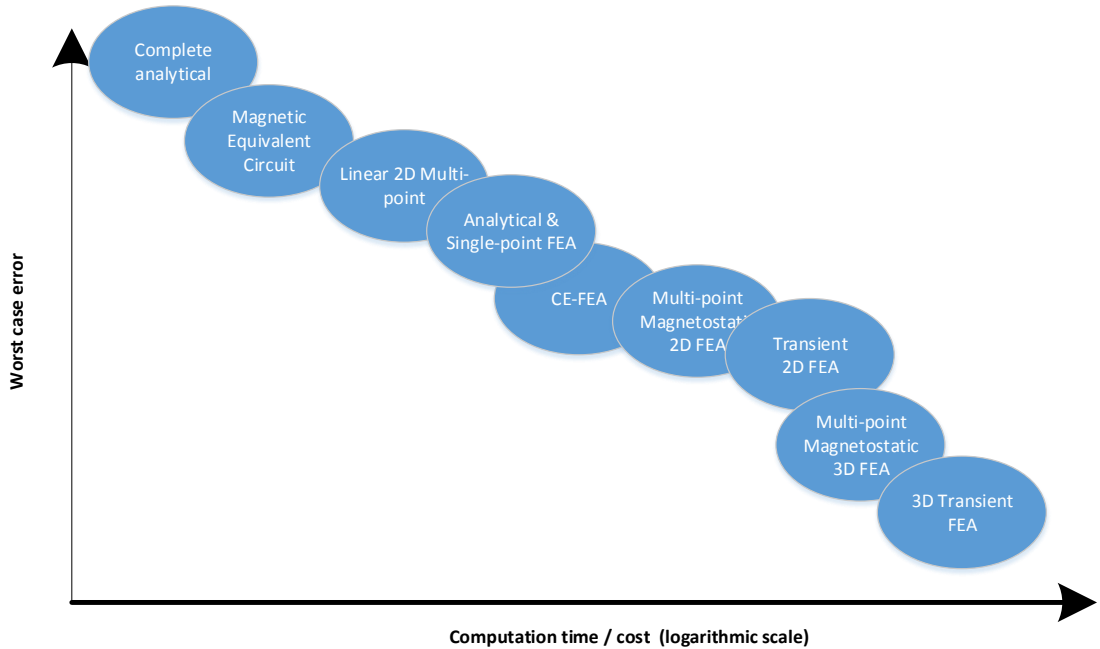 Complete
analytical
Magnetic
Equivalent
Circuit
Linear 2D Multi-
point
Analytical &
Single-point FEA
CE-FEA
Multi-point
Magnetostatic
2D FEA
Transient
2D FEA
Multi-point
Magnetostatic
3D FEA
3D Transient
FEA
Worst case error
Computation time / cost (logarithmic scale)